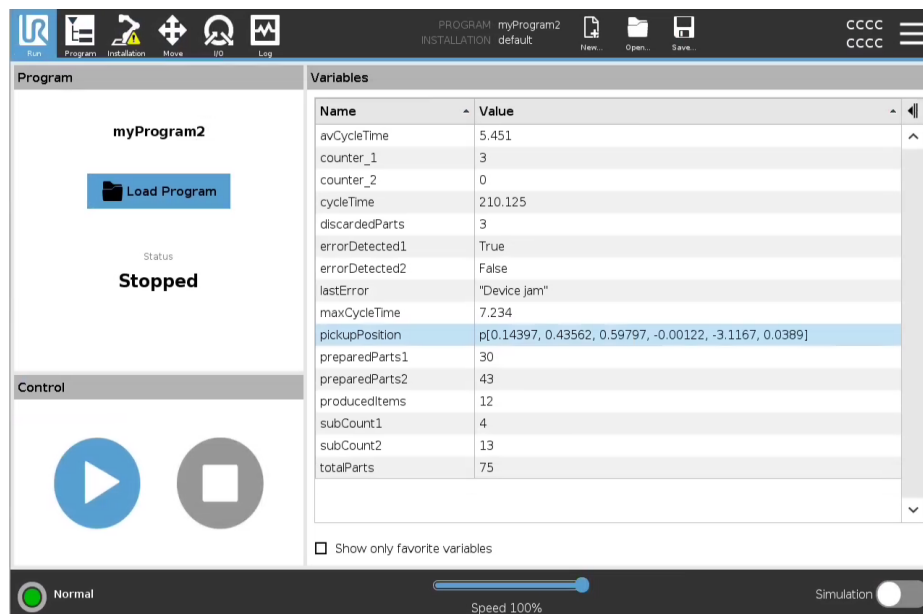 UR
Run
Program
Installation
Move
I/O
Log
PROGRAM myProgram2
INSTALLATION default
New...
Open...
Save...
CCCC
CCCC
Program
myProgram2
Load Program
Status
Stopped
Control
Variables
Name Value
avCycleTime 5.451
counter_1 3
counter_2 0
cycleTime 210.125
discardedParts 3
errorDetected1 True
errorDetected2 False
lastError "Device jam"
maxCycleTime 7.234
pickupPosition p[0.14397, 0.43562, 0.59797, -0.00122, -3.1167, 0.0389]
preparedParts1 30
preparedParts2 43
producedItems 12
subCount1 4
subCount2 13
totalParts 75
Show only favorite variables
Normal
Speed 100%
Simulation